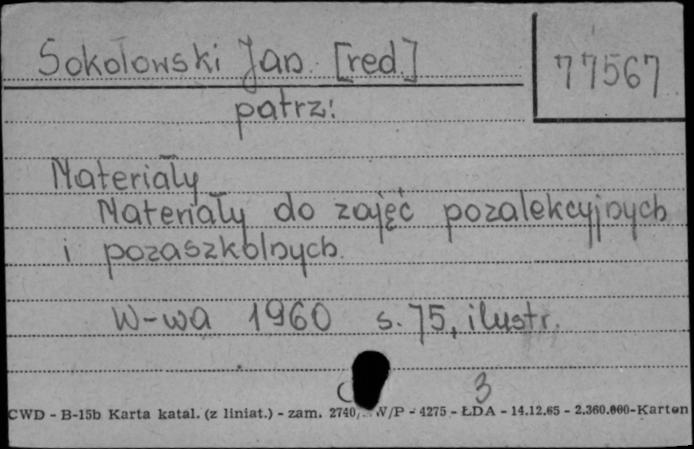 Sokołowski Jan. [red.]
77567
patrz:
Materiały
Materiały do zajęć pozalekcyjnych
i pozaszkolnych.
W-wa 1960 s. 75, ilustr.
3
CWD - B-15b Karta katal. (z liniat.) - zam. 2740/ W/P - 4275 - ŁDA - 14.12.65 - 2.360.000-Karton